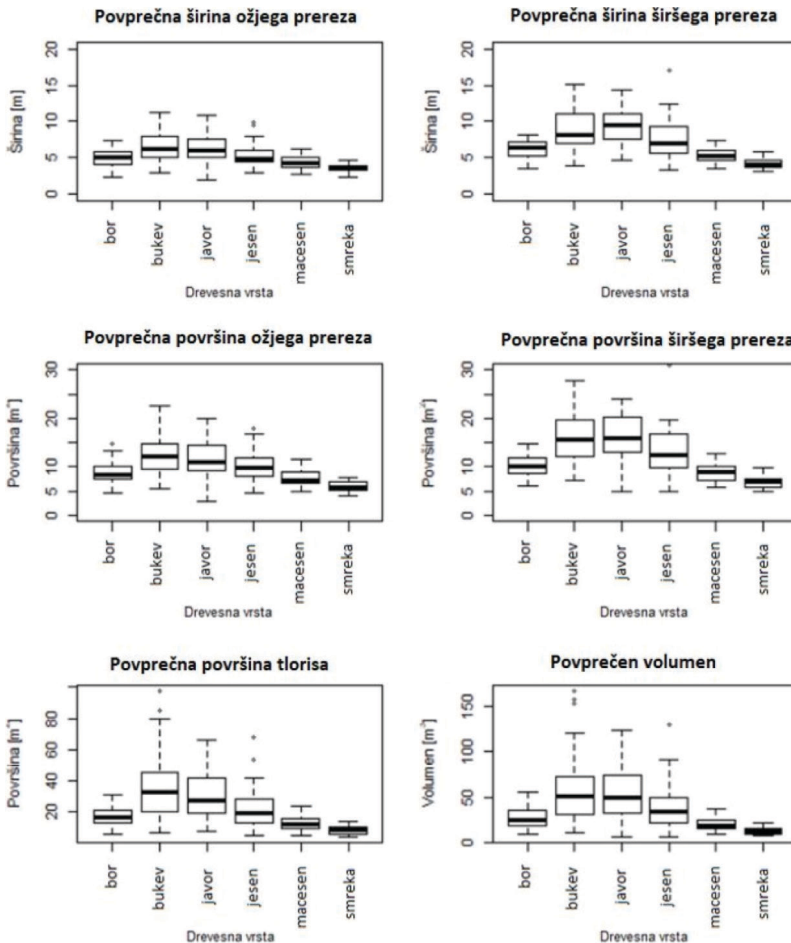 Povprečna širina ožjega prereza
Širina [m]
20
15
10
5
0
bor
bukev
javor
jesen
macesen
smreka
Drevesna vrsta
Povprečna širina širšega prereza
Širina [m]
20
15
10
5
0
bor
bukev
javor
jesen
macesen
smreka
Drevesna vrsta
Povprečna površina ožjega prereza
Površina [m²]
30
20
10
5
0
bor
bukev
javor
jesen
macesen
smreka
Drevesna vrsta
Povprečna površina širšega prereza
Površina [m²]
30
20
10
5
0
bor
bukev
javor
jesen
macesen
smreka
Drevesna vrsta
Povprečna površina tlorisa
Površina [m²]
80
60
40
20
bor
bukev
javor
jesen
macesen
smreka
Drevesna vrsta
Povprečen volumen
Volumen [m³]
150
100
50
0
bor
bukev
javor
jesen
macesen
smreka
Drevesna vrsta